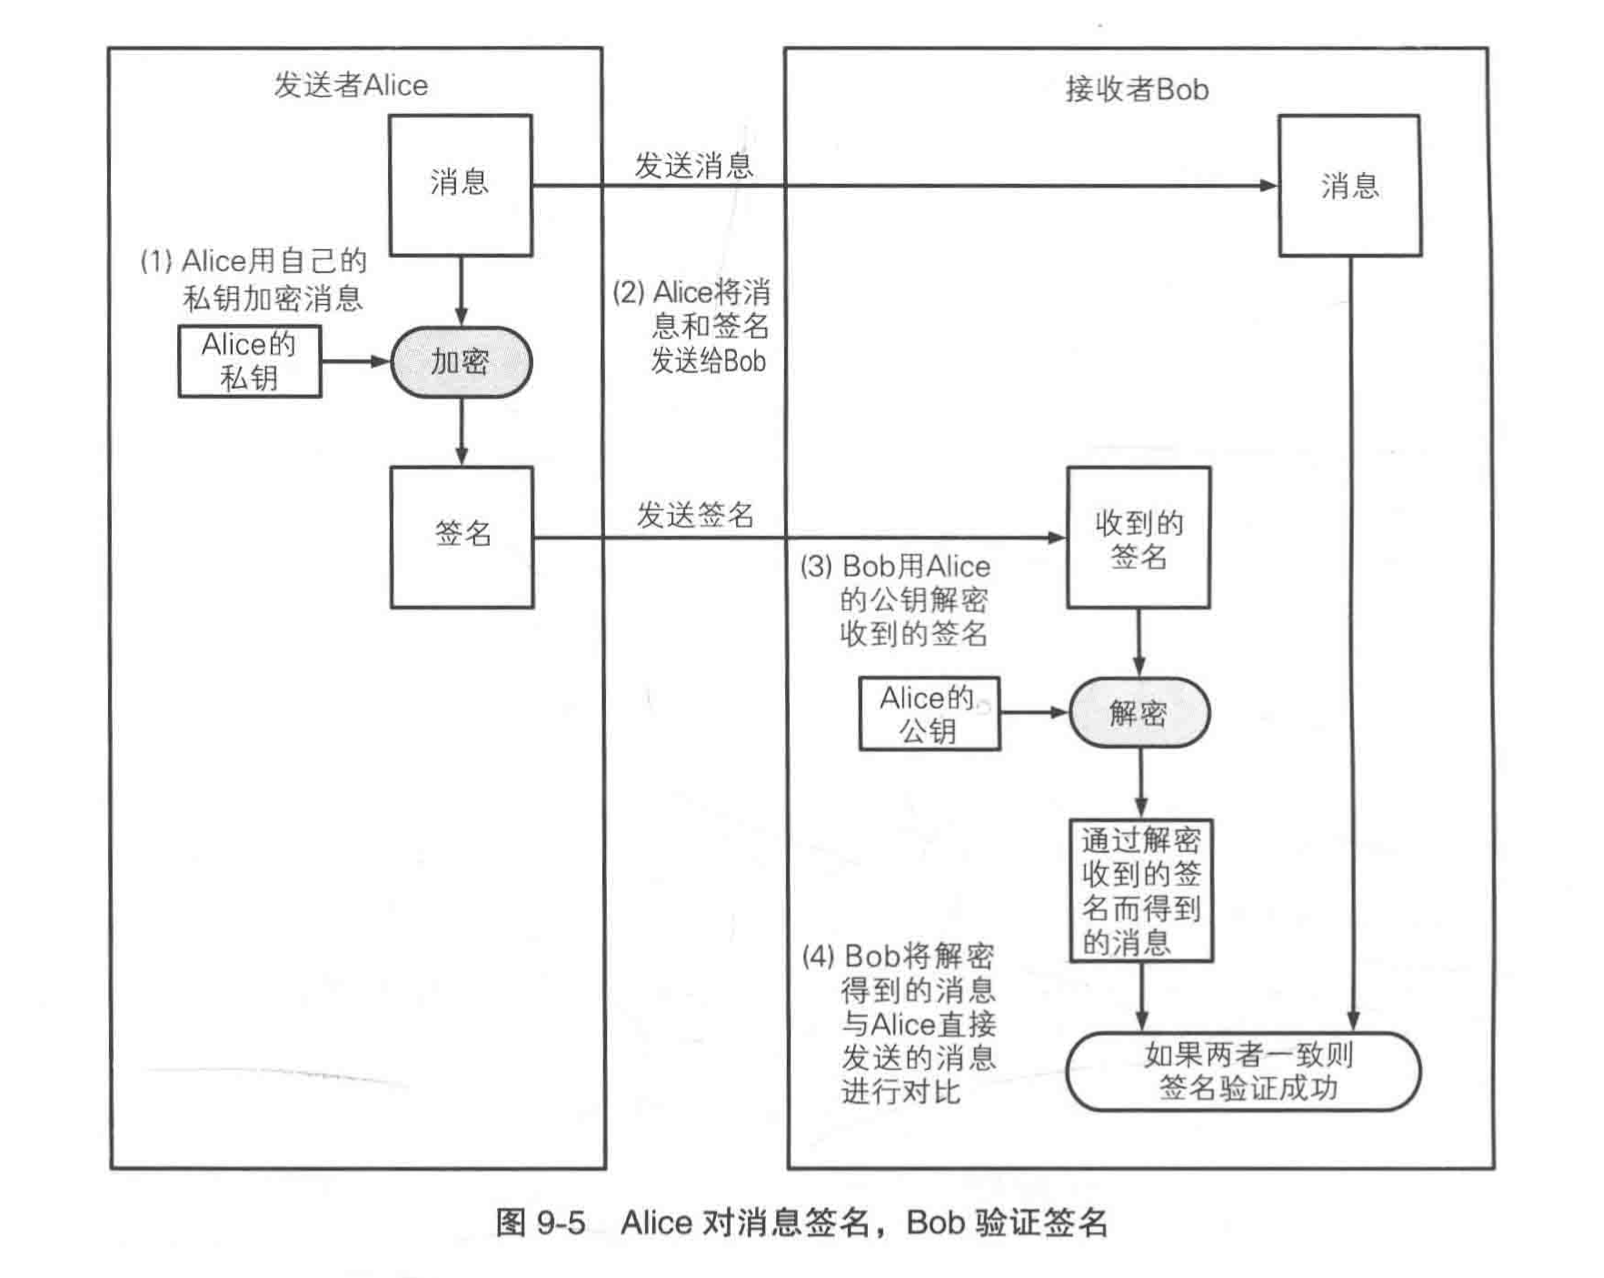 发送者Alice
接收者Bob
消息
发送消息
消息
(1) Alice用自己的
私钥加密消息
Alice的
私钥
加密
(2) Alice将消
息和签名
发送给Bob
签名
发送签名
收到的
签名
(3) Bob用Alice
的公钥解密
收到的签名
Alice的
公钥
解密
通过解密
收到的签
名而得到
的消息
(4) Bob将解密
得到的消息
与Alice直接
发送的消息
进行对比
如果两者一致则
签名验证成功
图 9-5 Alice 对消息签名，Bob 验证签名